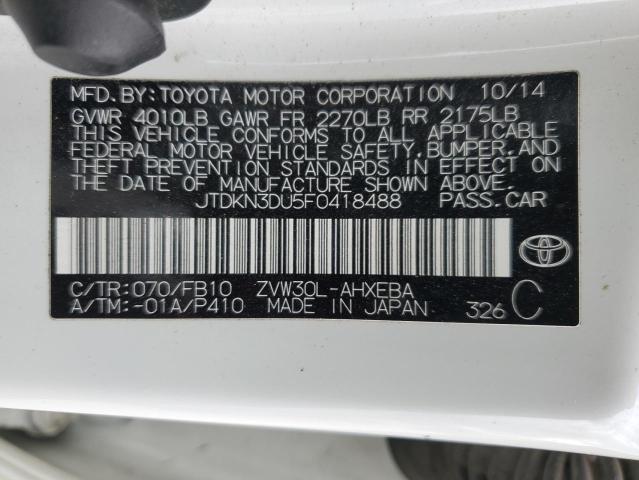 MFD.BY:TOYOTA MOTOR CORPORATION 10/14
GVWR 4010LB GAWR FR 2270LB RR 2175LB
THIS VEHICLE CONFORMS TO ALL APPLICABLE
FEDERAL MOTOR VEHICLE SAFETY, BUMPER, AND
THEFT PREVENTION STANDARDS IN EFFECT ON
THE DATE OF MANUFACTURE SHOWN ABOVE.
JTDKN3DU5F0418488 PASS.CAR
C/TR:070/FB10 ZVW30L-AHXEBA
A/TM:-01A/P410 MADE IN JAPAN 326 C